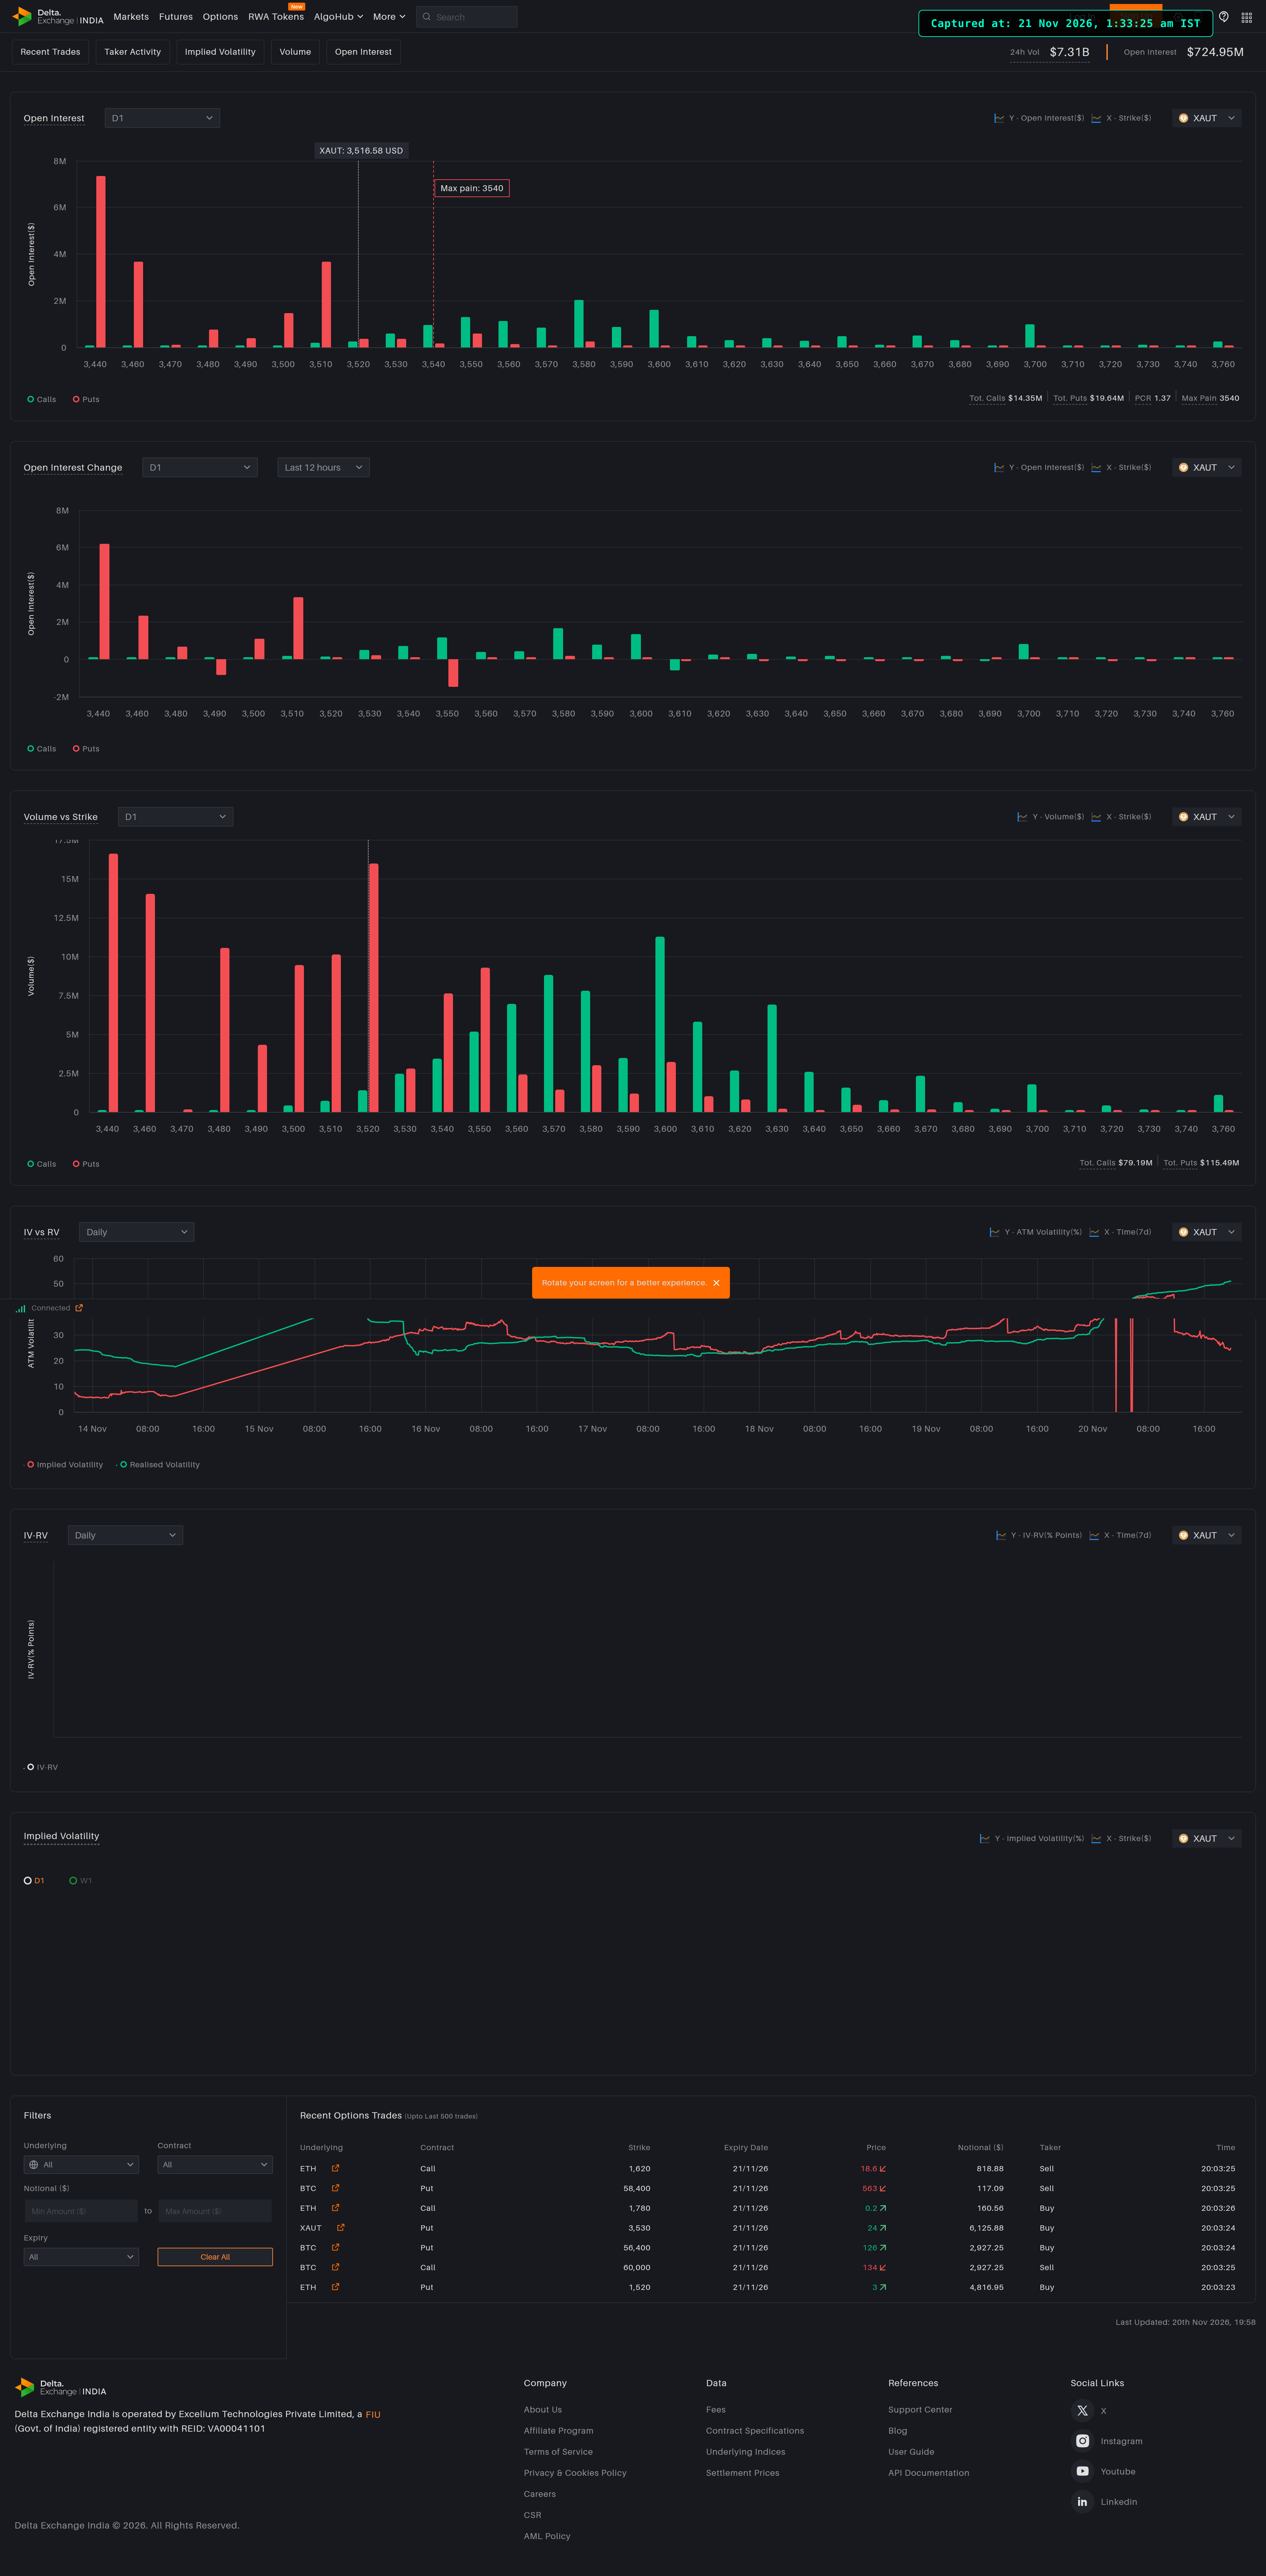 Delta. Exchange | INDIA Markets Futures Options RWA Tokens New AlgoHub More Search
Captured at: 21 Nov 2026, 1:33:25 am IST
Recent Trades Taker Activity Implied Volatility Volume Open Interest 24h Vol $7.31B Open Interest $724.95M
Open Interest D1 Y - Open Interest($) X - Strike($) XAUT
XAUT: 3,516.58 USD
Max pain: 3540
8M
6M
4M
2M
0
Open Interest($)
3,440 3,460 3,470 3,480 3,490 3,500 3,510 3,520 3,530 3,540 3,550 3,560 3,570 3,580 3,590 3,600 3,610 3,620 3,630 3,640 3,650 3,660 3,670 3,680 3,690 3,700 3,710 3,720 3,730 3,740 3,760
Calls Puts Tot. Calls $14.35M Tot. Puts $19.64M PCR 1.37 Max Pain 3540
Open Interest Change D1 Last 12 hours Y - Open Interest($) X - Strike($) XAUT
8M
6M
4M
2M
0
-2M
Open Interest($)
3,440 3,460 3,480 3,490 3,500 3,510 3,520 3,530 3,540 3,550 3,560 3,570 3,580 3,590 3,600 3,610 3,620 3,630 3,640 3,650 3,660 3,670 3,680 3,690 3,700 3,710 3,720 3,730 3,740 3,760
Calls Puts
Volume vs Strike D1 Y - Volume($) X - Strike($) XAUT
17.5M
15M
12.5M
10M
7.5M
5M
2.5M
0
Volume($)
3,440 3,460 3,470 3,480 3,490 3,500 3,510 3,520 3,530 3,540 3,550 3,560 3,570 3,580 3,590 3,600 3,610 3,620 3,630 3,640 3,650 3,660 3,670 3,680 3,690 3,700 3,710 3,720 3,730 3,740 3,760
Calls Puts Tot. Calls $79.19M Tot. Puts $115.49M
IV vs RV Daily Y - ATM Volatility(%) X - Time(7d) XAUT
60
50
Rotate your screen for a better experience.
Connected
30
20
10
0
ATM Volatilit
14 Nov 08:00 16:00 15 Nov 08:00 16:00 16 Nov 08:00 16:00 17 Nov 08:00 16:00 18 Nov 08:00 16:00 19 Nov 08:00 16:00 20 Nov 08:00 16:00
Implied Volatility Realised Volatility
IV-RV Daily Y - IV-RV(% Points) X - Time(7d) XAUT
IV-RV(% Points)
IV-RV
Implied Volatility Y - Implied Volatility(%) X - Strike($) XAUT
D1 W1
Filters
Underlying Contract
All All
Notional ($)
Min Amount ($) to Max Amount ($)
Expiry
All Clear All
Recent Options Trades (Upto Last 500 trades)
Underlying Contract Strike Expiry Date Price Notional ($) Taker Time
ETH Call 1,620 21/11/26 18.6 818.88 Sell 20:03:25
BTC Put 58,400 21/11/26 563 117.09 Sell 20:03:25
ETH Call 1,780 21/11/26 0.2 160.56 Buy 20:03:26
XAUT Put 3,530 21/11/26 24 6,125.88 Buy 20:03:24
BTC Put 56,400 21/11/26 126 2,927.25 Buy 20:03:24
BTC Call 60,000 21/11/26 134 2,927.25 Sell 20:03:25
ETH Put 1,520 21/11/26 3 4,816.95 Buy 20:03:23
Last Updated: 20th Nov 2026, 19:58
Delta. Exchange | INDIA
Delta Exchange India is operated by Excelium Technologies Private Limited, a FIU
(Govt. of India) registered entity with REID: VA00041101
Delta Exchange India © 2026. All Rights Reserved.
Company
About Us
Affiliate Program
Terms of Service
Privacy & Cookies Policy
Careers
CSR
AML Policy
Data
Fees
Contract Specifications
Underlying Indices
Settlement Prices
References
Support Center
Blog
User Guide
API Documentation
Social Links
X
Instagram
Youtube
Linkedin